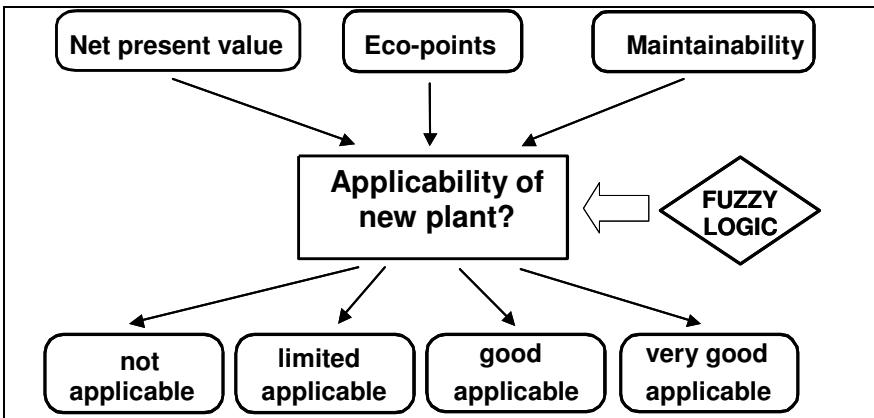 Net present value
Eco-points
Maintainability
Applicability of
new plant?
FUZZY
LOGIC
not
applicable
limited
applicable
good
applicable
very good
applicable